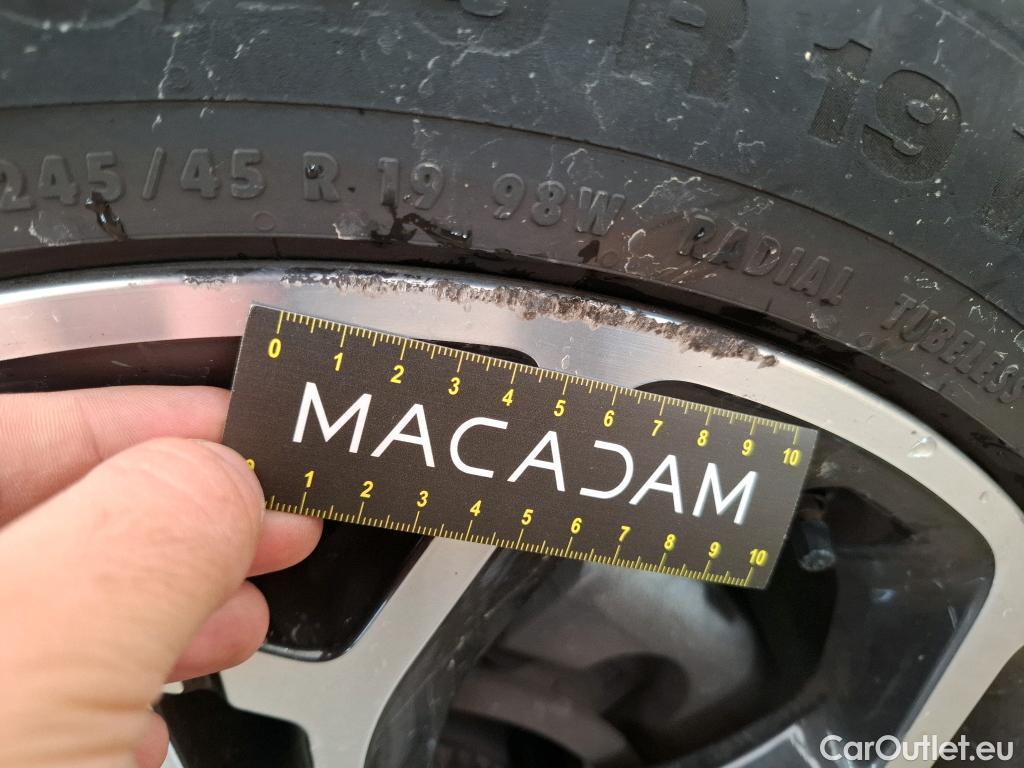 R 19
245/45 R 19 98W RADIAL TUBELESS
0 1 2 3 4 5 6 7 8 9 10
MACADAM
1 2 3 4 5 6 7 8 9 10
CarOutlet.eu